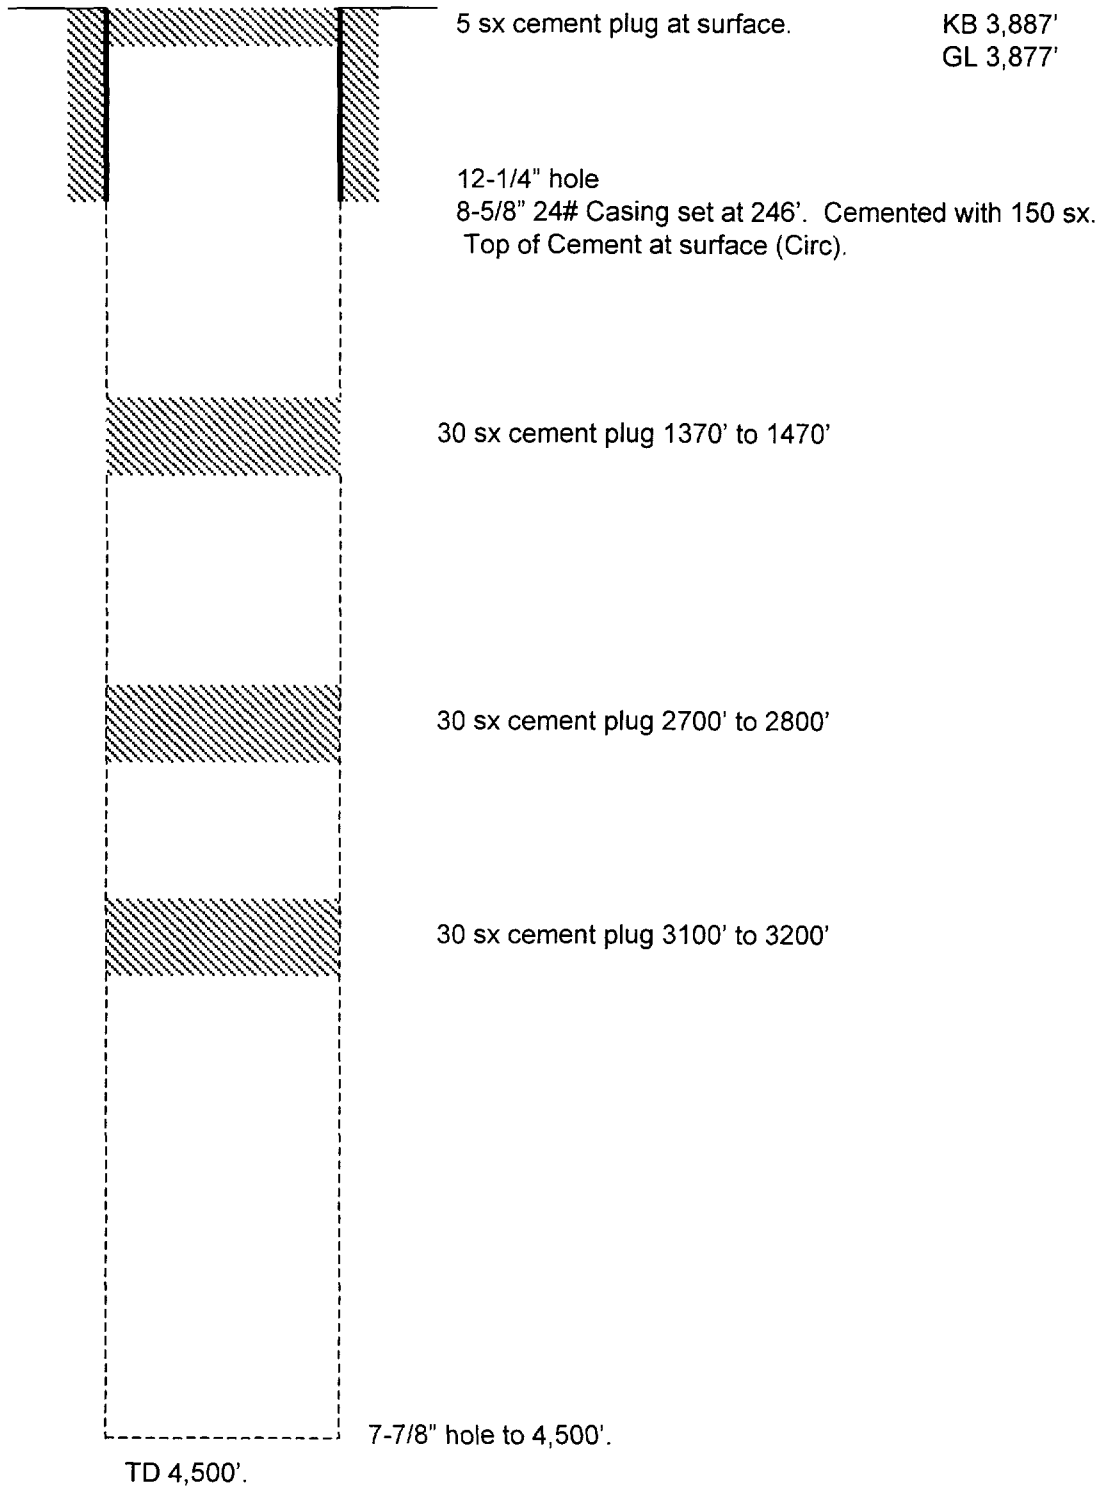 5 sx cement plug at surface.
KB 3,887'
GL 3,877'
12-1/4" hole
8-5/8" 24# Casing set at 246'. Cemented with 150 sx.
Top of Cement at surface (Circ).
30 sx cement plug 1370' to 1470'
30 sx cement plug 2700' to 2800'
30 sx cement plug 3100' to 3200'
7-7/8" hole to 4,500'.
TD 4,500'.